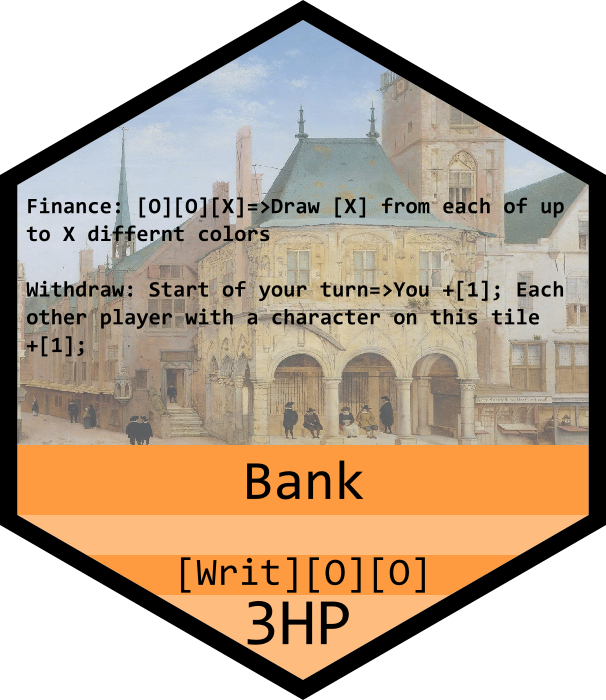 Finance: [O][O][X]=>Draw [X] from each of up
to X differnt colors
Withdraw: Start of your turn=>You +[1]; Each
other player with a character on this tile
+[1];
Bank
[Writ][O][O]
3HP